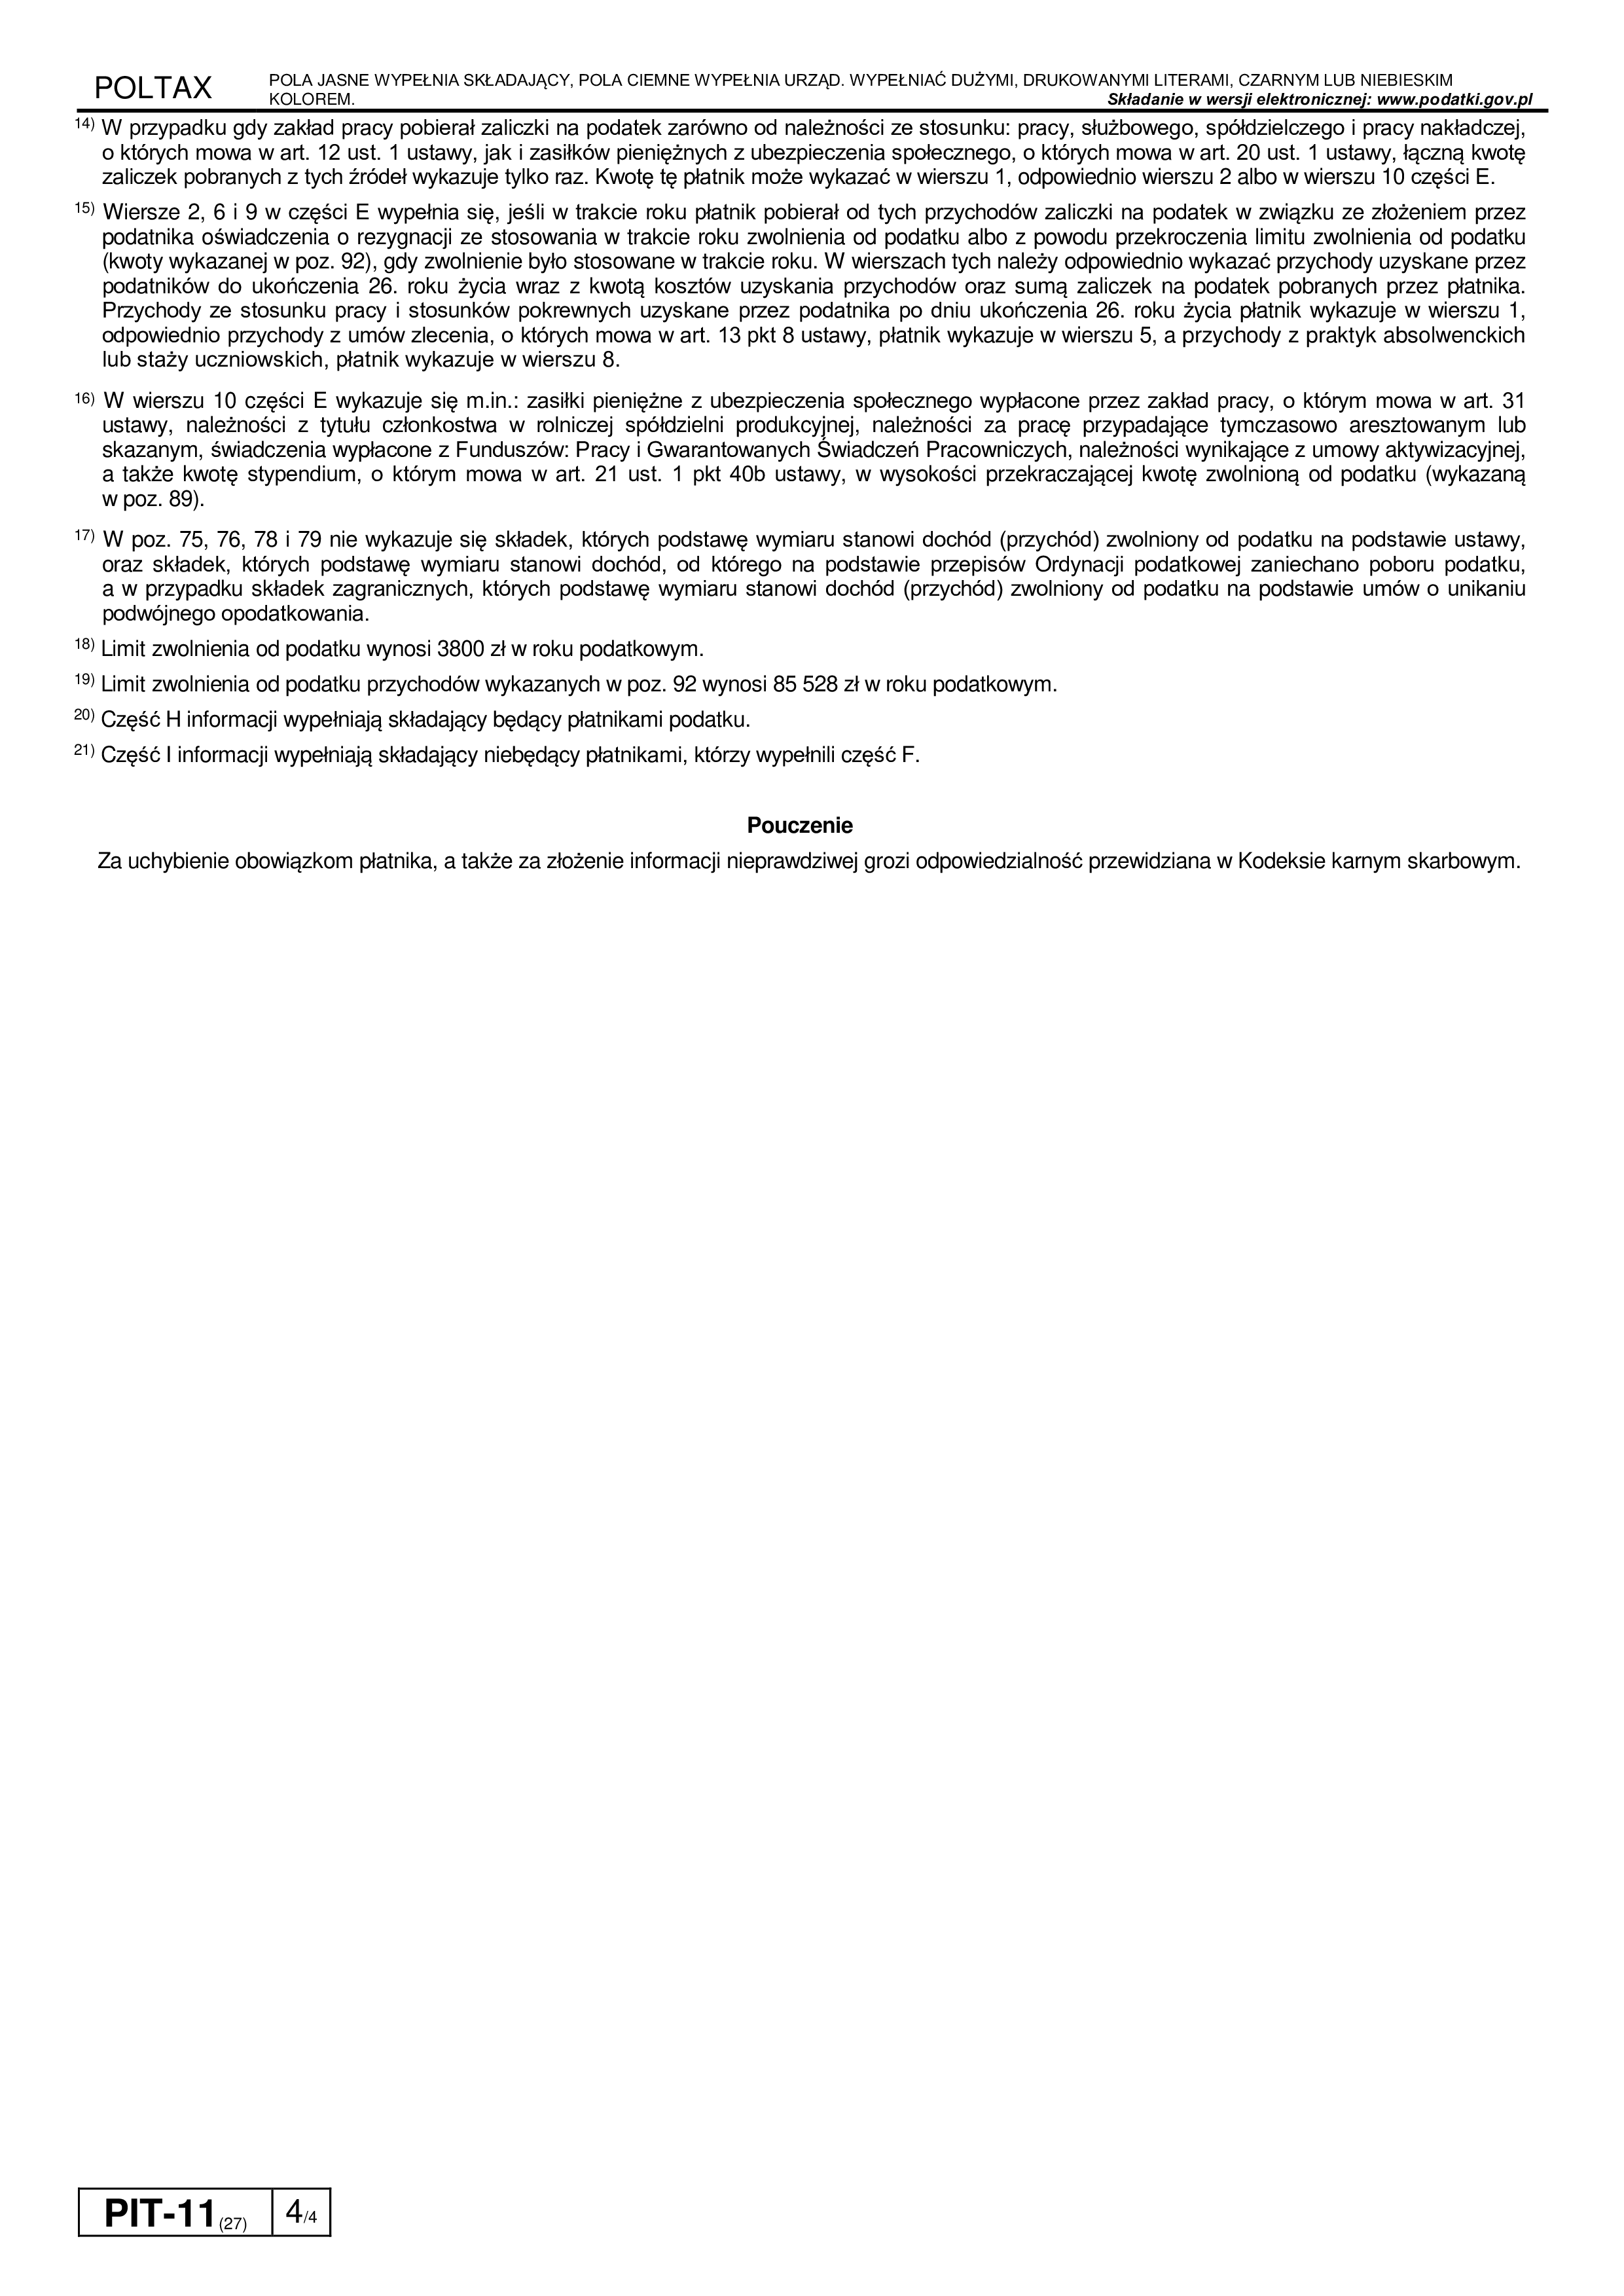 POLTAX
POLA JASNE WYPEŁNIA SKŁADAJĄCY, POLA CIEMNE WYPEŁNIA URZĄD. WYPEŁNIAĆ DUŻYMI, DRUKOWANYMI LITERAMI, CZARNYM LUB NIEBIESKIM
KOLOREM. Składanie w wersji elektronicznej: www.podatki.gov.pl
14) W przypadku gdy zakład pracy pobierał zaliczki na podatek zarówno od należności ze stosunku: pracy, służbowego, spółdzielczego i pracy nakładczej,
o których mowa w art. 12 ust. 1 ustawy, jak i zasiłków pieniężnych z ubezpieczenia społecznego, o których mowa w art. 20 ust. 1 ustawy, łączną kwotę
zaliczek pobranych z tych źródeł wykazuje tylko raz. Kwotę tę płatnik może wykazać w wierszu 1, odpowiednio wierszu 2 albo w wierszu 10 części E.
15) Wiersze 2, 6 i 9 w części E wypełnia się, jeśli w trakcie roku płatnik pobierał od tych przychodów zaliczki na podatek w związku ze złożeniem przez
podatnika oświadczenia o rezygnacji ze stosowania w trakcie roku zwolnienia od podatku albo z powodu przekroczenia limitu zwolnienia od podatku
(kwoty wykazanej w poz. 92), gdy zwolnienie było stosowane w trakcie roku. W wierszach tych należy odpowiednio wykazać przychody uzyskane przez
podatników do ukończenia 26. roku życia wraz z kwotą kosztów uzyskania przychodów oraz sumą zaliczek na podatek pobranych przez płatnika.
Przychody ze stosunku pracy i stosunków pokrewnych uzyskane przez podatnika po dniu ukończenia 26. roku życia płatnik wykazuje w wierszu 1,
odpowiednio przychody z umów zlecenia, o których mowa w art. 13 pkt 8 ustawy, płatnik wykazuje w wierszu 5, a przychody z praktyk absolwenckich
lub staży uczniowskich, płatnik wykazuje w wierszu 8.
16) W wierszu 10 części E wykazuje się m.in.: zasiłki pieniężne z ubezpieczenia społecznego wypłacone przez zakład pracy, o którym mowa w art. 31
ustawy, należności z tytułu członkostwa w rolniczej spółdzielni produkcyjnej, należności za pracę przypadające tymczasowo aresztowanym lub
skazanym, świadczenia wypłacone z Funduszów: Pracy i Gwarantowanych Świadczeń Pracowniczych, należności wynikające z umowy aktywizacyjnej,
a także kwotę stypendium, o którym mowa w art. 21 ust. 1 pkt 40b ustawy, w wysokości przekraczającej kwotę zwolnioną od podatku (wykazaną
w poz. 89).
17) W poz. 75, 76, 78 i 79 nie wykazuje się składek, których podstawę wymiaru stanowi dochód (przychód) zwolniony od podatku na podstawie ustawy,
oraz składek, których podstawę wymiaru stanowi dochód, od którego na podstawie przepisów Ordynacji podatkowej zaniechano poboru podatku,
a w przypadku składek zagranicznych, których podstawę wymiaru stanowi dochód (przychód) zwolniony od podatku na podstawie umów o unikaniu
podwójnego opodatkowania.
18) Limit zwolnienia od podatku wynosi 3800 zł w roku podatkowym.
19) Limit zwolnienia od podatku przychodów wykazanych w poz. 92 wynosi 85 528 zł w roku podatkowym.
20) Część H informacji wypełniają składający będący płatnikami podatku.
21) Część I informacji wypełniają składający niebędący płatnikami, którzy wypełnili część F.
Pouczenie
Za uchybienie obowiązkom płatnika, a także za złożenie informacji nieprawdziwej grozi odpowiedzialność przewidziana w Kodeksie karnym skarbowym.
PIT-11(27) 4/4